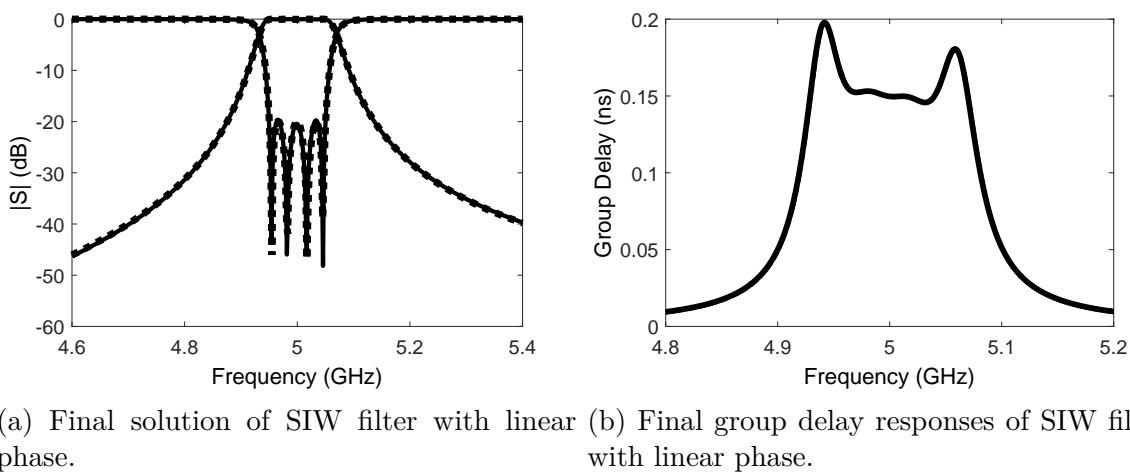 0
-10
-20
-30
-40
-50
-60
|S| (dB)
4.6 4.8 5 5.2 5.4
Frequency (GHz)
0.2
0.15
0.1
0.05
0
Group Delay (ns)
4.8 4.9 5 5.1 5.2
Frequency (GHz)
a) Final solution of SIW filter with linear
phase.
(b) Final group delay responses of SIW fil
with linear phase.